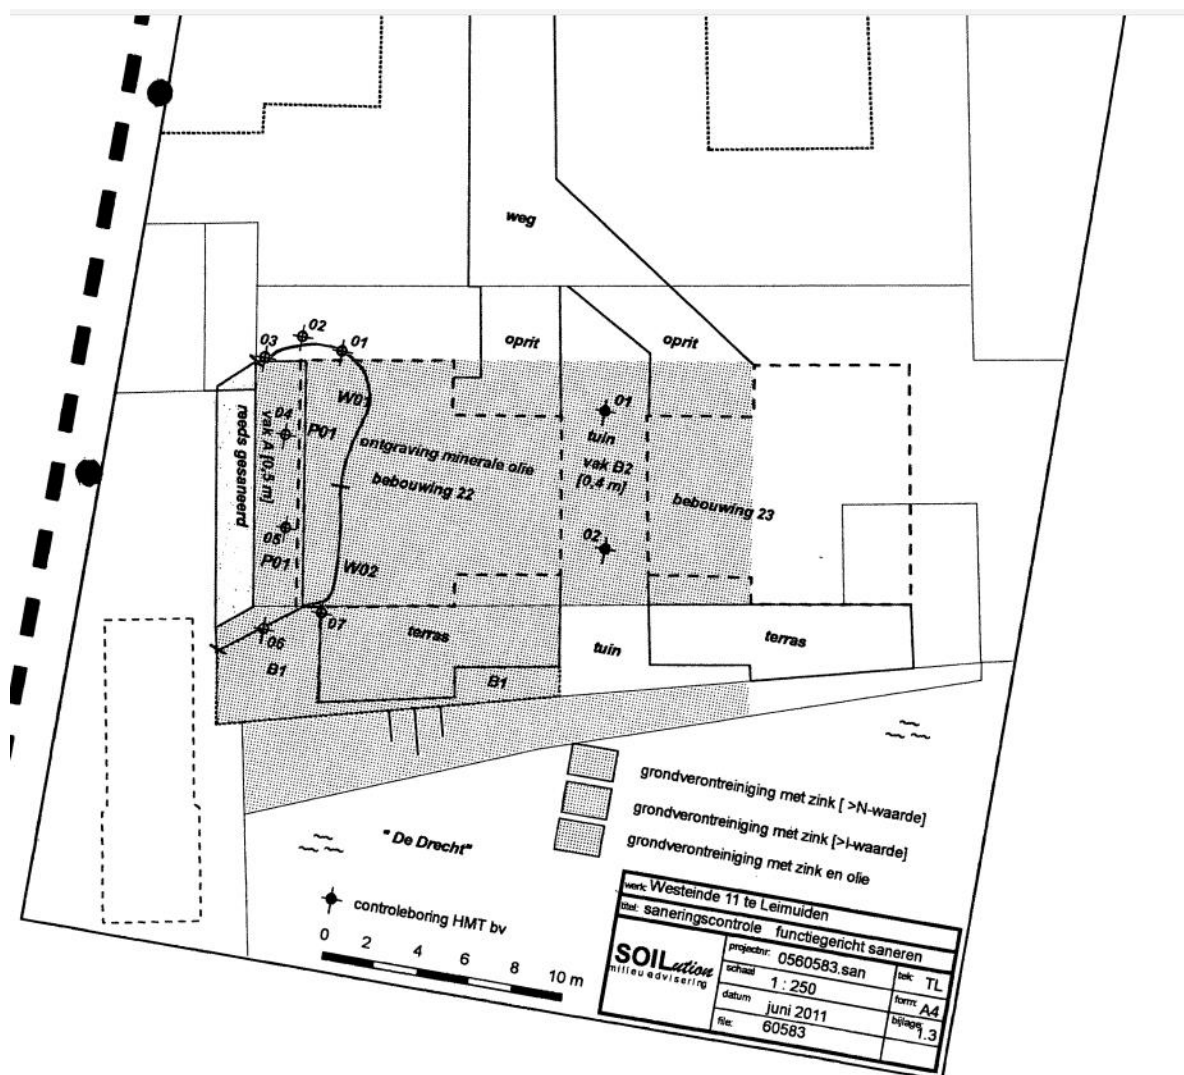 weg
oprit
oprit
02
03
01
W01
01
04
P01
tuin
ontgraving minerale olie
vak B2
[0,4 m]
bebouwing 22
bebouwing 23
reeds gesaneerd
vak A [0,5 m]
05
02
P01
W02
07
06
terras
tuin
terras
B1
B1
grondverontreiniging met zink [ >N-waarde]
grondverontreiniging met zink [>I-waarde]
grondverontreiniging met zink en olie
" De Drecht"
controleboring HMT bv
0 2 4 6 8 10 m
werk: Westeinde 11 te Leimuiden
titel: saneringscontrole functiegericht saneren
SOILution
milieuadvisering
projectnr: 0560583.san
tek: TL
schaal 1 : 250
form: A4
datum juni 2011
bijlage: 1.3
file: 60583